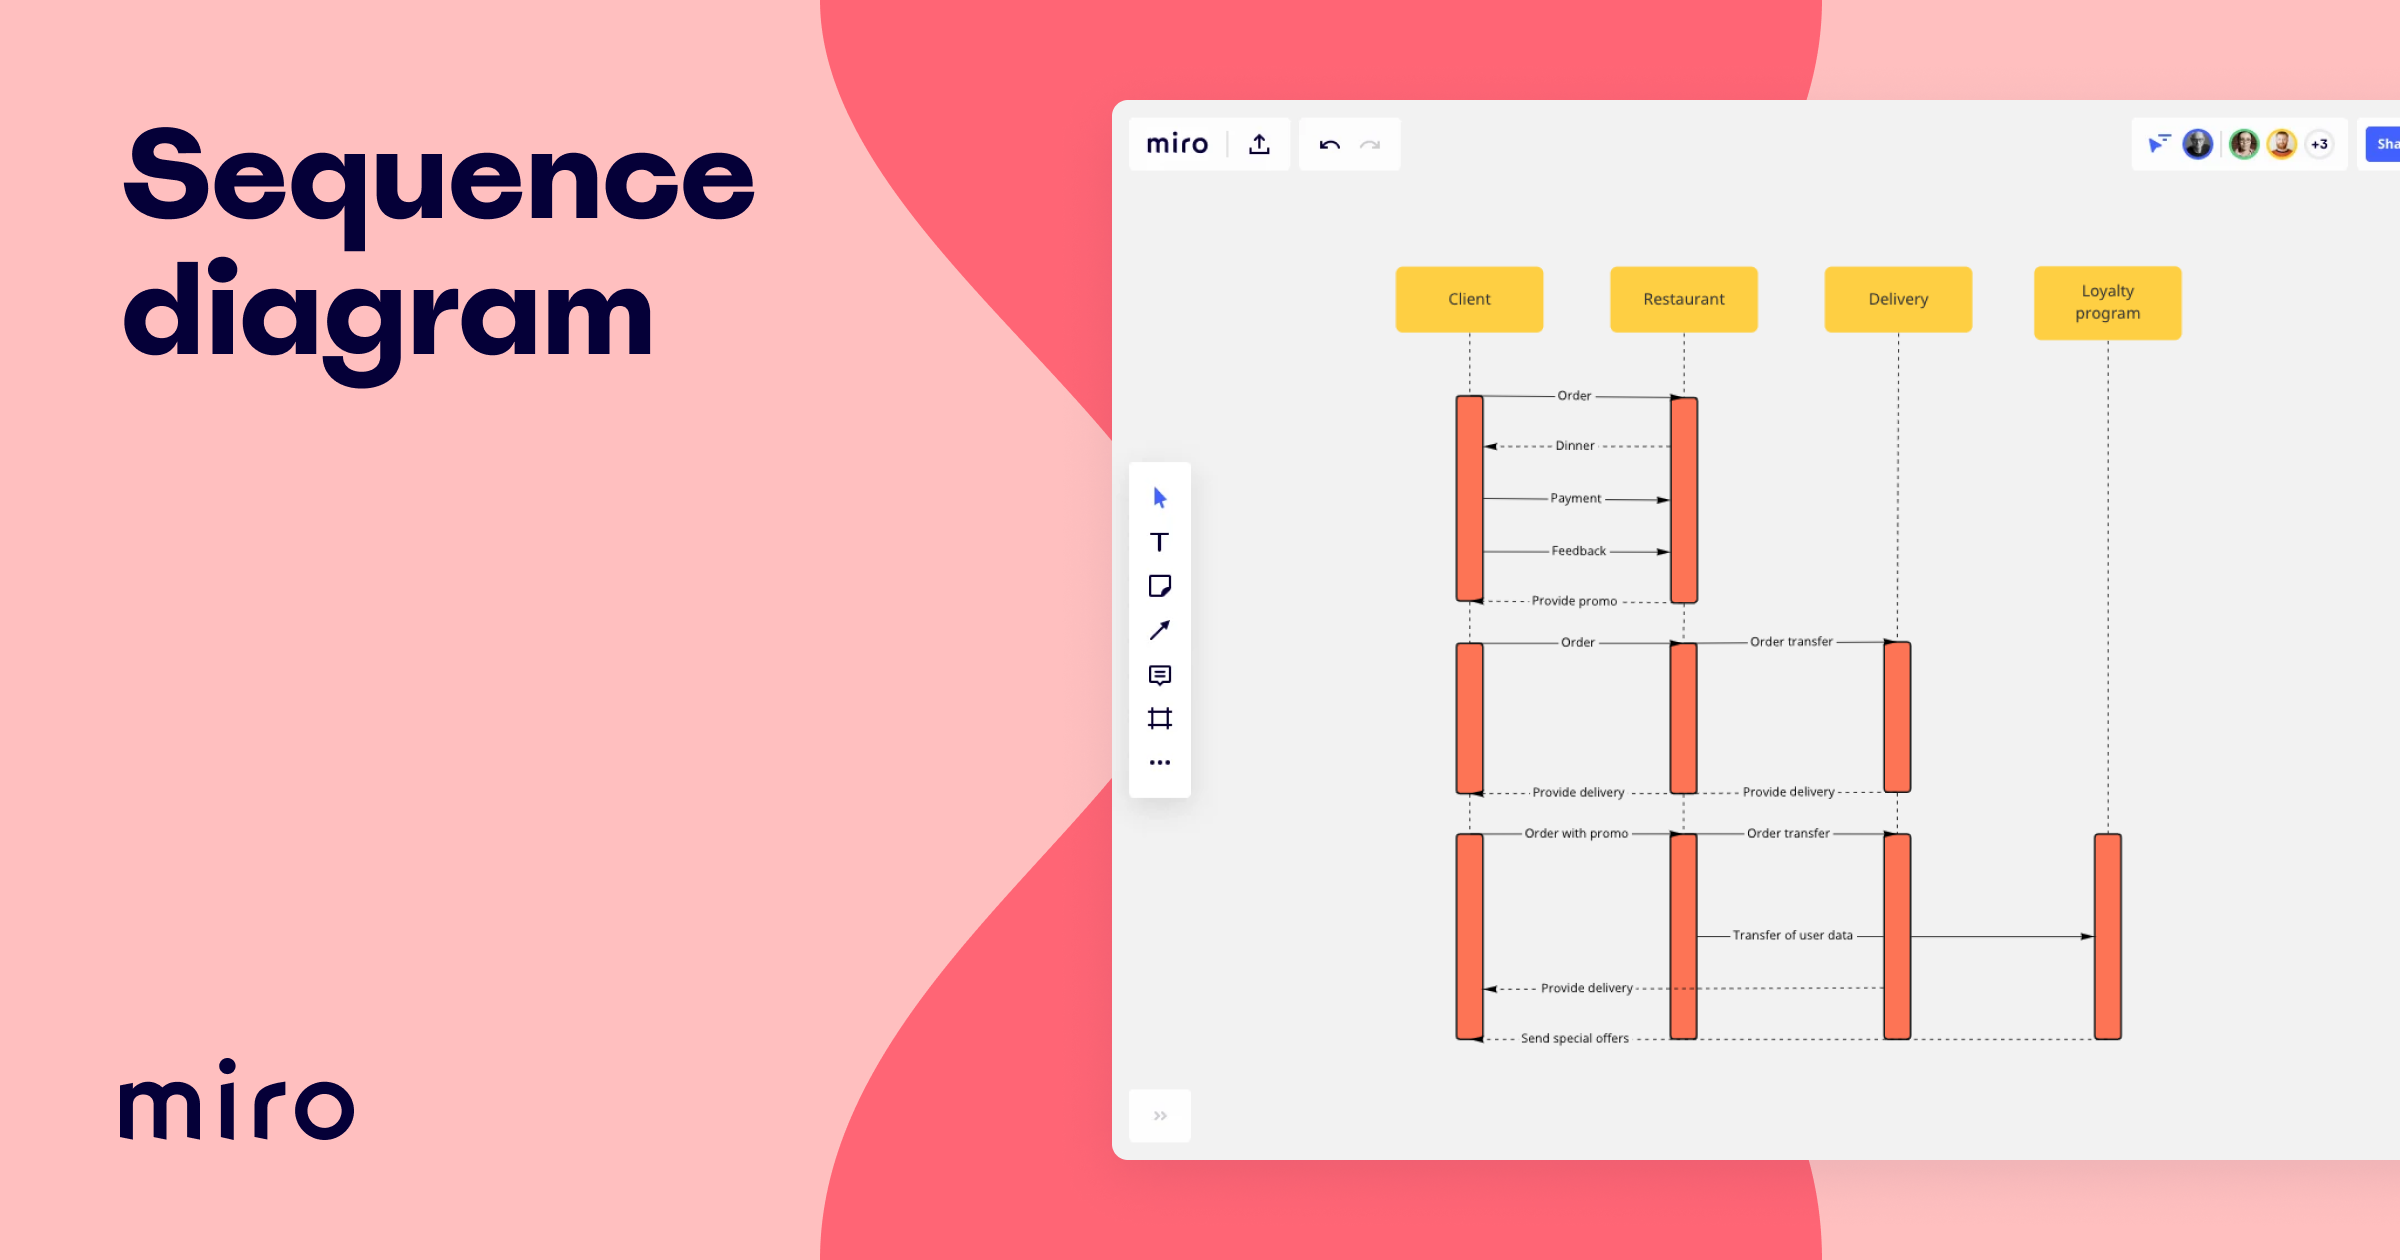 Sequence
diagram
miro
miro
+3
Sha
Client
Restaurant
Delivery
Loyalty
program
Order
Dinner
Payment
Feedback
Provide promo
Order
Order transfer
Provide delivery
Provide delivery
Order with promo
Order transfer
Transfer of user data
Provide delivery
Send special offers